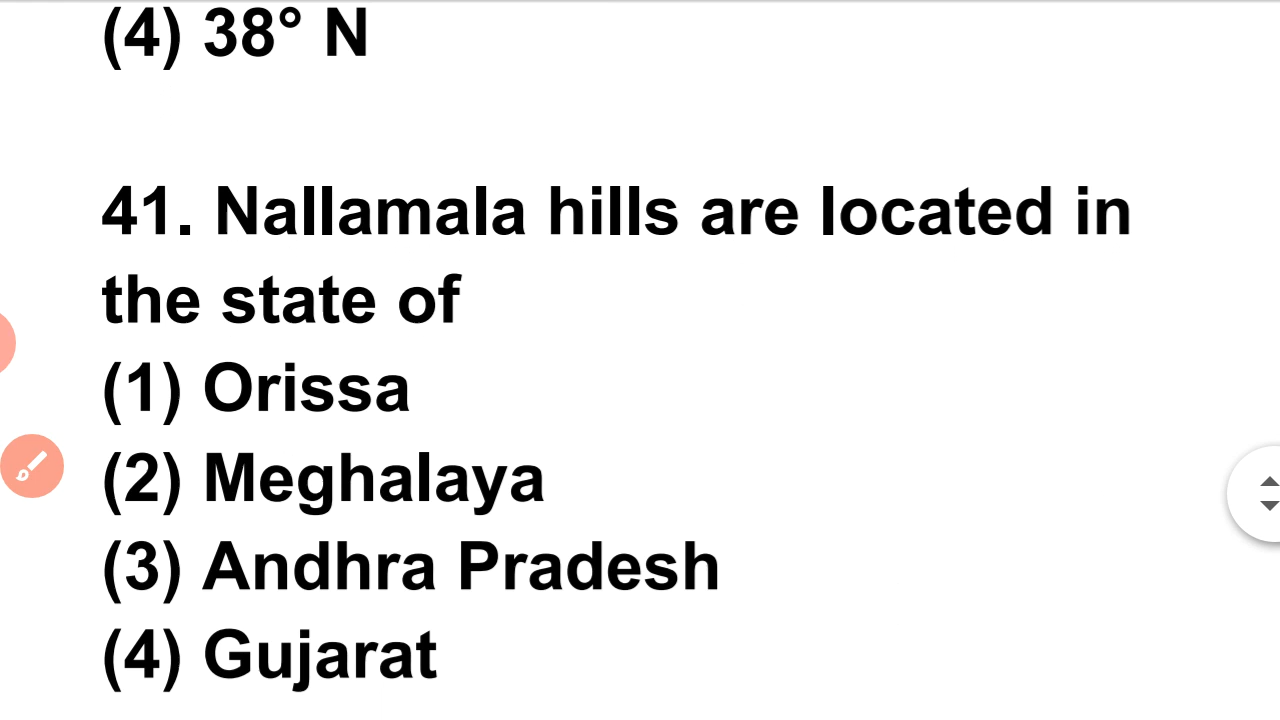 (4) 38° N
41. Nallamala hills are located in
the state of
(1) Orissa
(2) Meghalaya
(3) Andhra Pradesh
(4) Gujarat